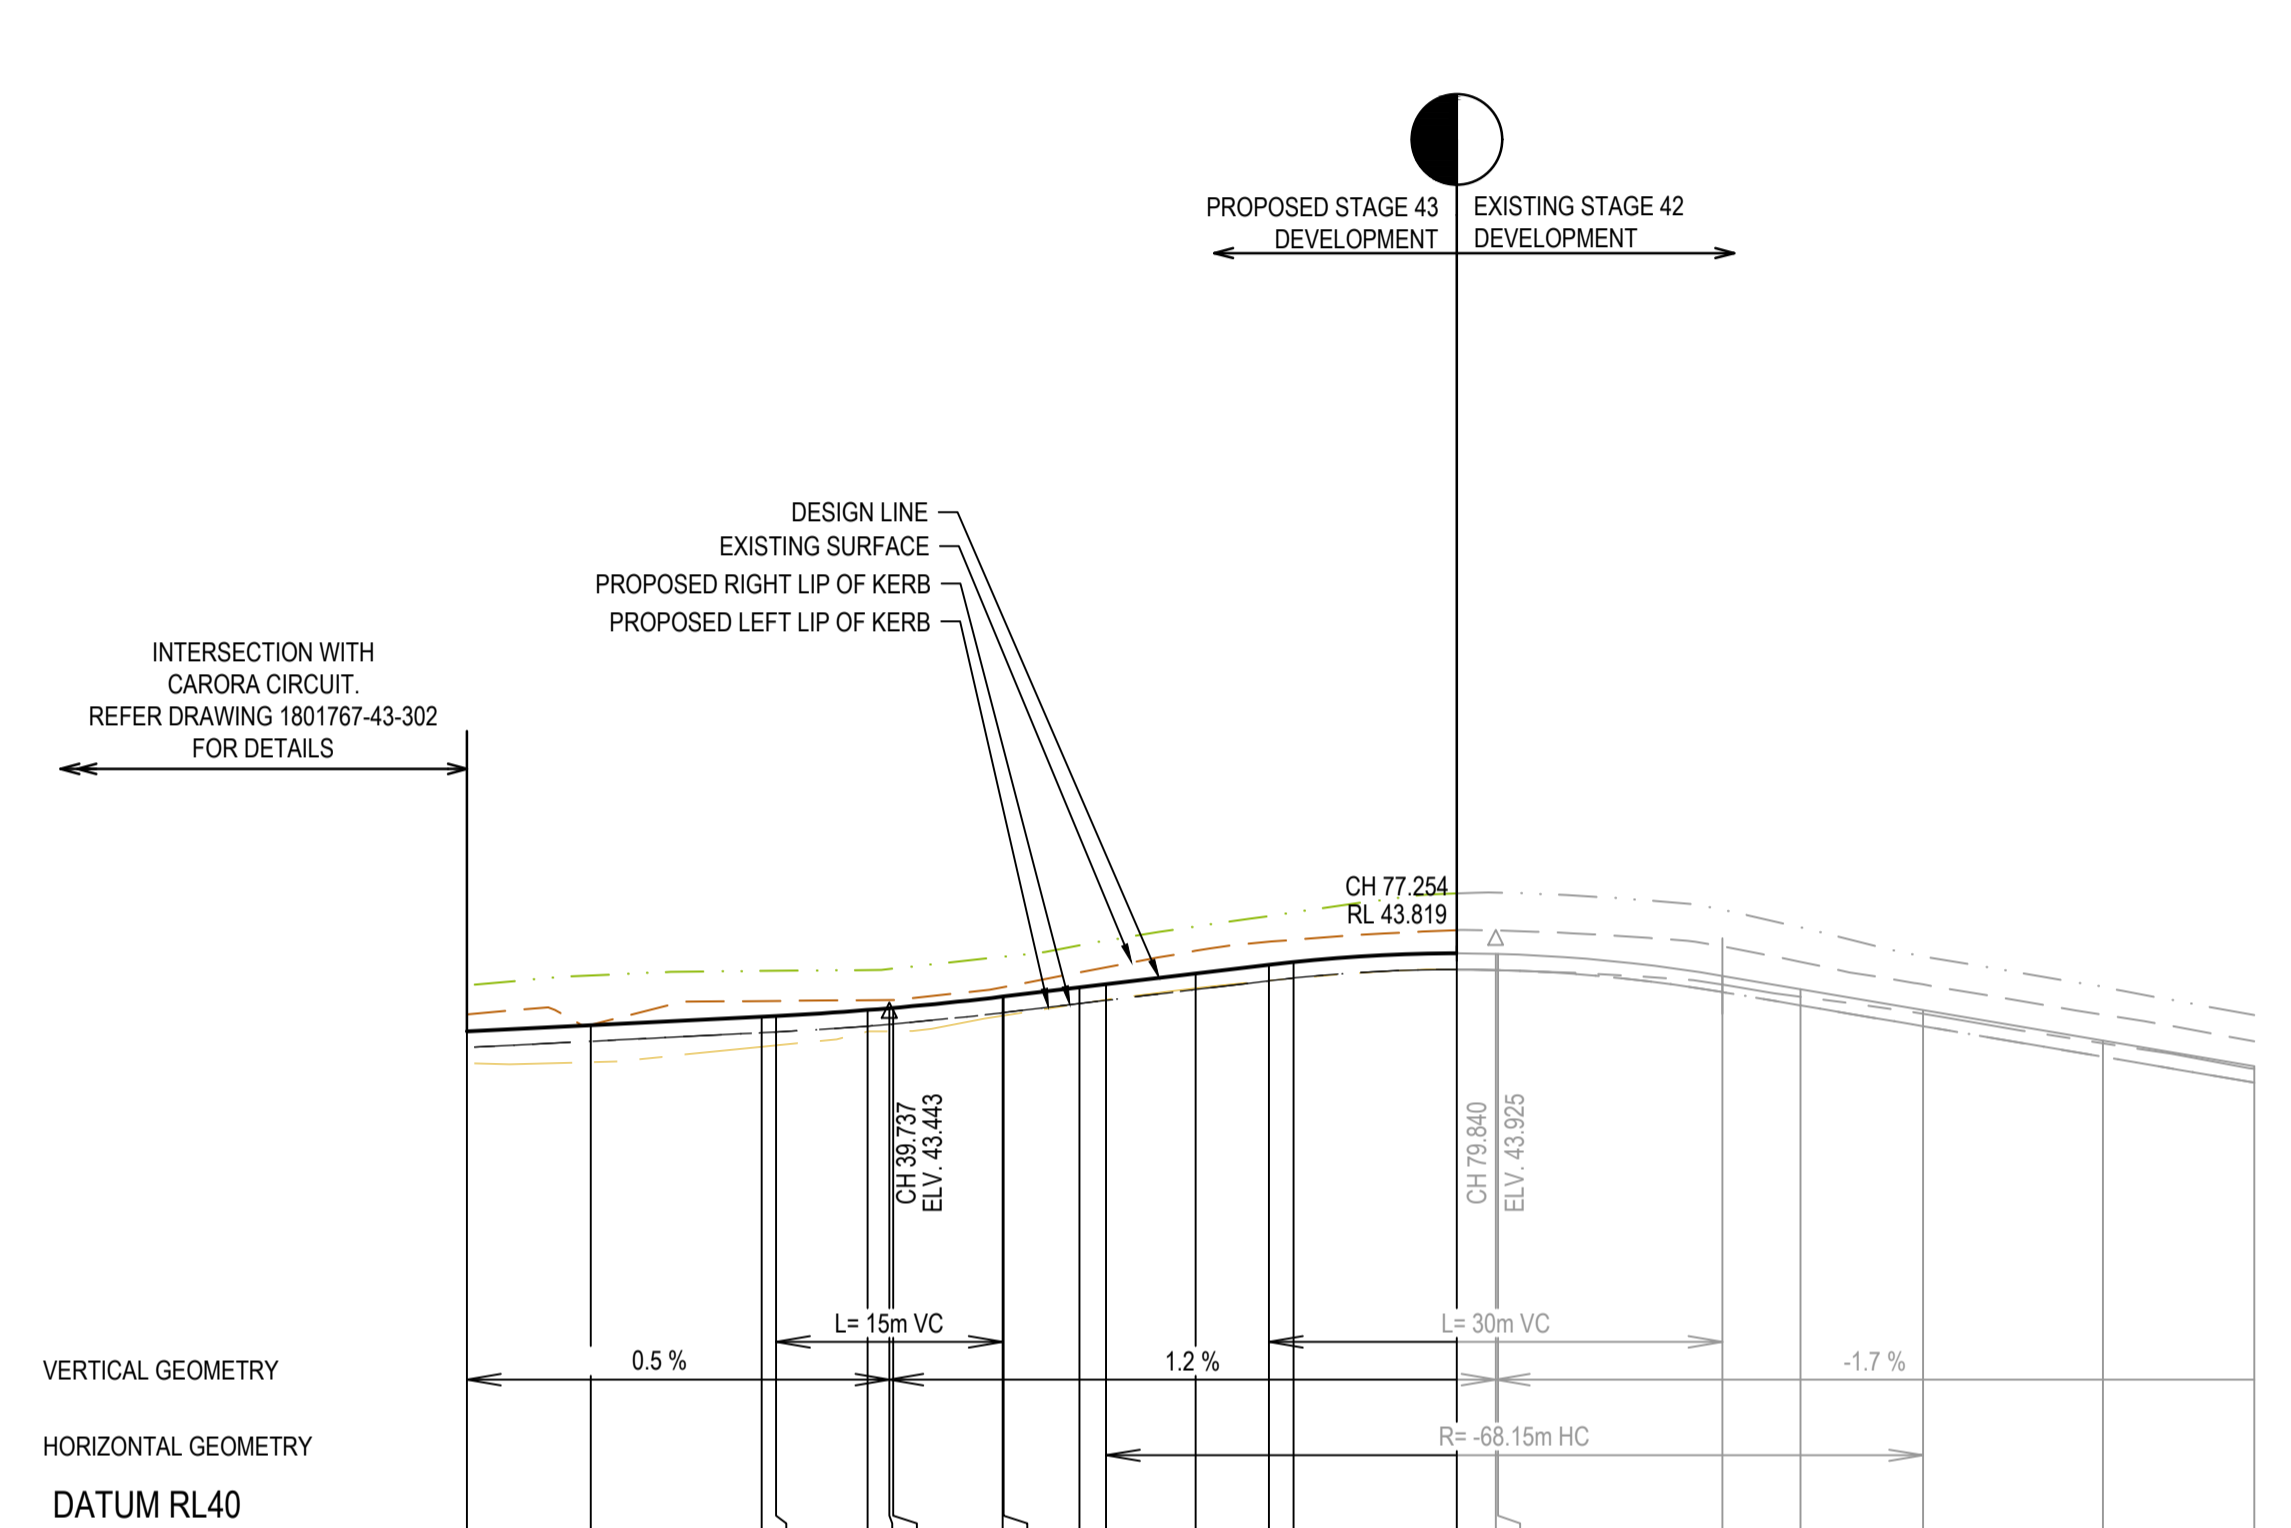 PROPOSED STAGE 43
DEVELOPMENT
EXISTING STAGE 42
DEVELOPMENT
DESIGN LINE
EXISTING SURFACE
PROPOSED RIGHT LIP OF KERB
PROPOSED LEFT LIP OF KERB
INTERSECTION WITH
CARORA CIRCUIT.
REFER DRAWING 1801767-43-302
FOR DETAILS
CH 77.254
RL 43.819
CH 39.737
ELV. 43.443
CH 79.840
ELV. 43.925
L= 15m VC
L= 30m VC
VERTICAL GEOMETRY
0.5 %
1.2 %
-1.7 %
HORIZONTAL GEOMETRY
R= -68.15m HC
DATUM RL40